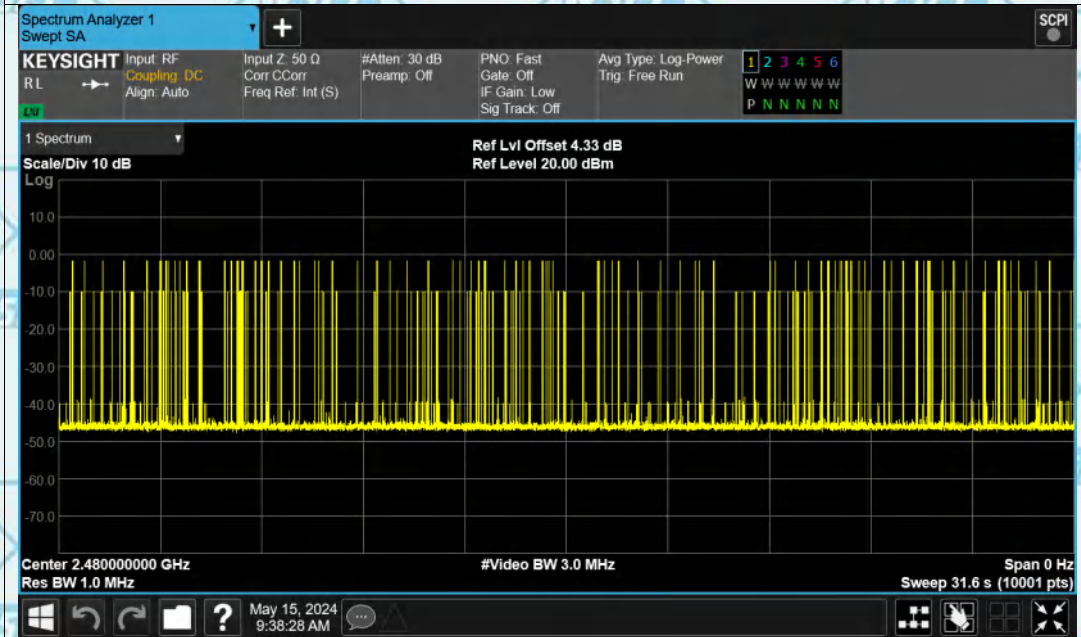 Spectrum Analyzer 1
Swept SA
+
SCPI
KEYSIGHT Input: RF Input Z: 50 Ω #Atten: 30 dB PNO: Fast Avg Type: Log-Power 1 2 3 4 5 6
R L Coupling: DC Corr CCorr Preamp: Off Gate: Off Trig: Free Run W W W W W W
Align: Auto Freq Ref: Int (S) IF Gain: Low P N N N N N
LXI Sig Track: Off
1 Spectrum
Ref Lvl Offset 4.33 dB
Scale/Div 10 dB Ref Level 20.00 dBm
Log
10.0
0.00
-10.0
-20.0
-30.0
-40.0
-50.0
-60.0
-70.0
Center 2.480000000 GHz #Video BW 3.0 MHz Span 0 Hz
Res BW 1.0 MHz Sweep 31.6 s (10001 pts)
? May 15, 2024
9:38:28 AM